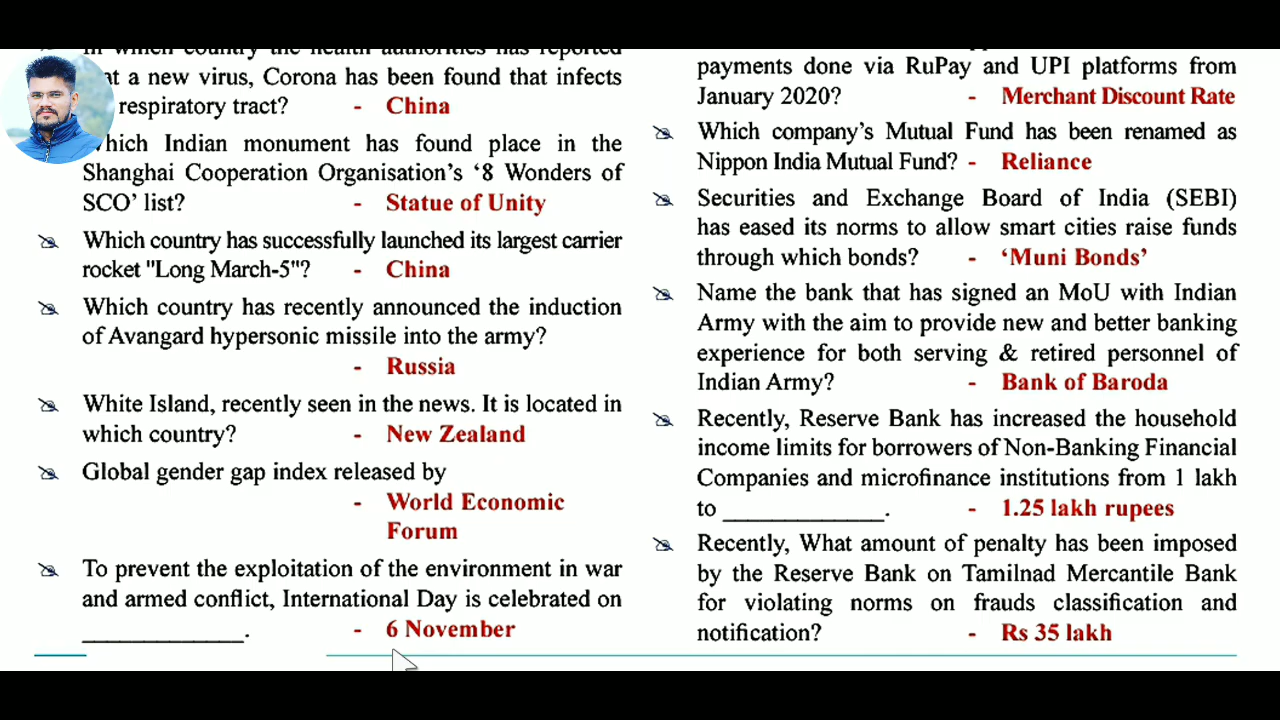 In which country the health authorities has reported
at a new virus, Corona has been found that infects
respiratory tract? - China
Which Indian monument has found place in the
Shanghai Cooperation Organisation's '8 Wonders of
SCO' list? - Statue of Unity
Which country has successfully launched its largest carrier
rocket "Long March-5"? - China
Which country has recently announced the induction
of Avangard hypersonic missile into the army?
- Russia
White Island, recently seen in the news. It is located in
which country? - New Zealand
Global gender gap index released by
- World Economic
Forum
To prevent the exploitation of the environment in war
and armed conflict, International Day is celebrated on
_____________. - 6 November
payments done via RuPay and UPI platforms from
January 2020? - Merchant Discount Rate
Which company's Mutual Fund has been renamed as
Nippon India Mutual Fund? - Reliance
Securities and Exchange Board of India (SEBI)
has eased its norms to allow smart cities raise funds
through which bonds? - 'Muni Bonds'
Name the bank that has signed an MoU with Indian
Army with the aim to provide new and better banking
experience for both serving & retired personnel of
Indian Army? - Bank of Baroda
Recently, Reserve Bank has increased the household
income limits for borrowers of Non-Banking Financial
Companies and microfinance institutions from 1 lakh
to _____________. - 1.25 lakh rupees
Recently, What amount of penalty has been imposed
by the Reserve Bank on Tamilnad Mercantile Bank
for violating norms on frauds classification and
notification? - Rs 35 lakh